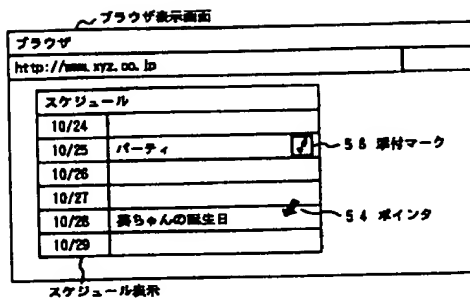 ブラウザ表示画面
ブラウザ
http://www.xyz.co.jp
スケジュール
10/24
10/25 パーティ
56 添付マーク
10/26
10/27
54 ポインタ
10/28 葵ちゃんの誕生日
10/29
スケジュール表示